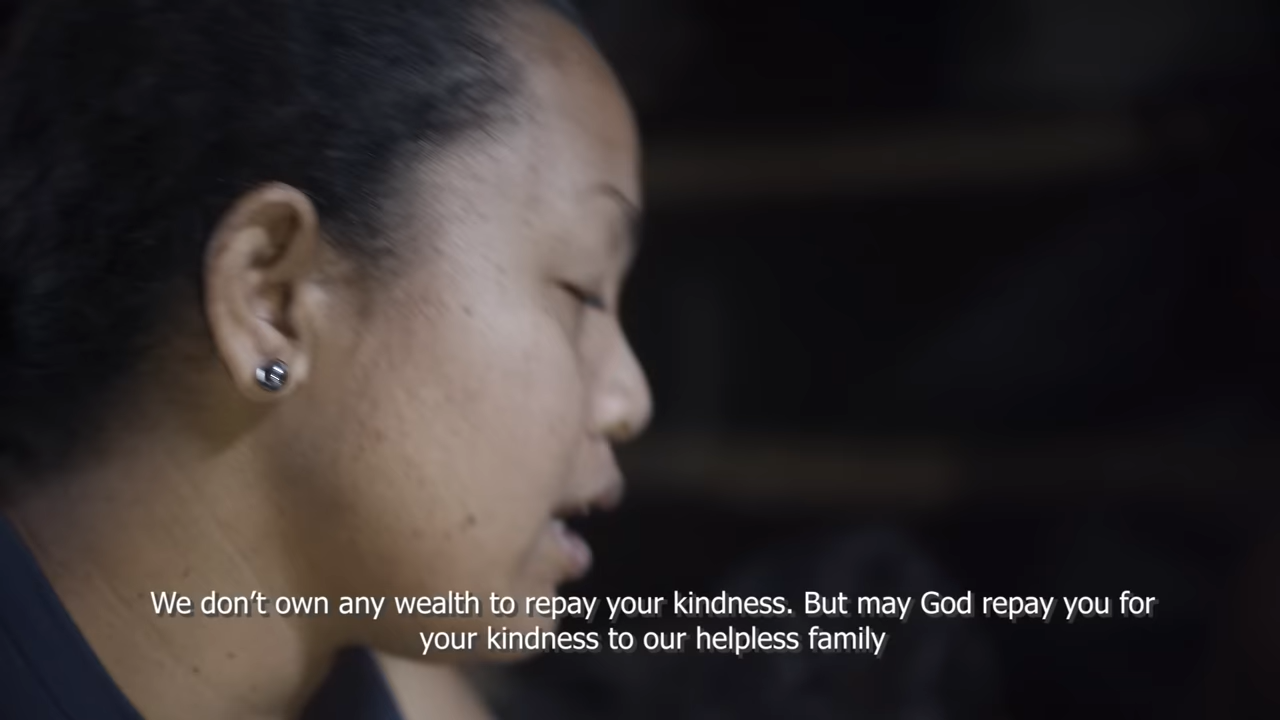 We don’t own any wealth to repay your kindness. But may God repay you for
your kindness to our helpless family